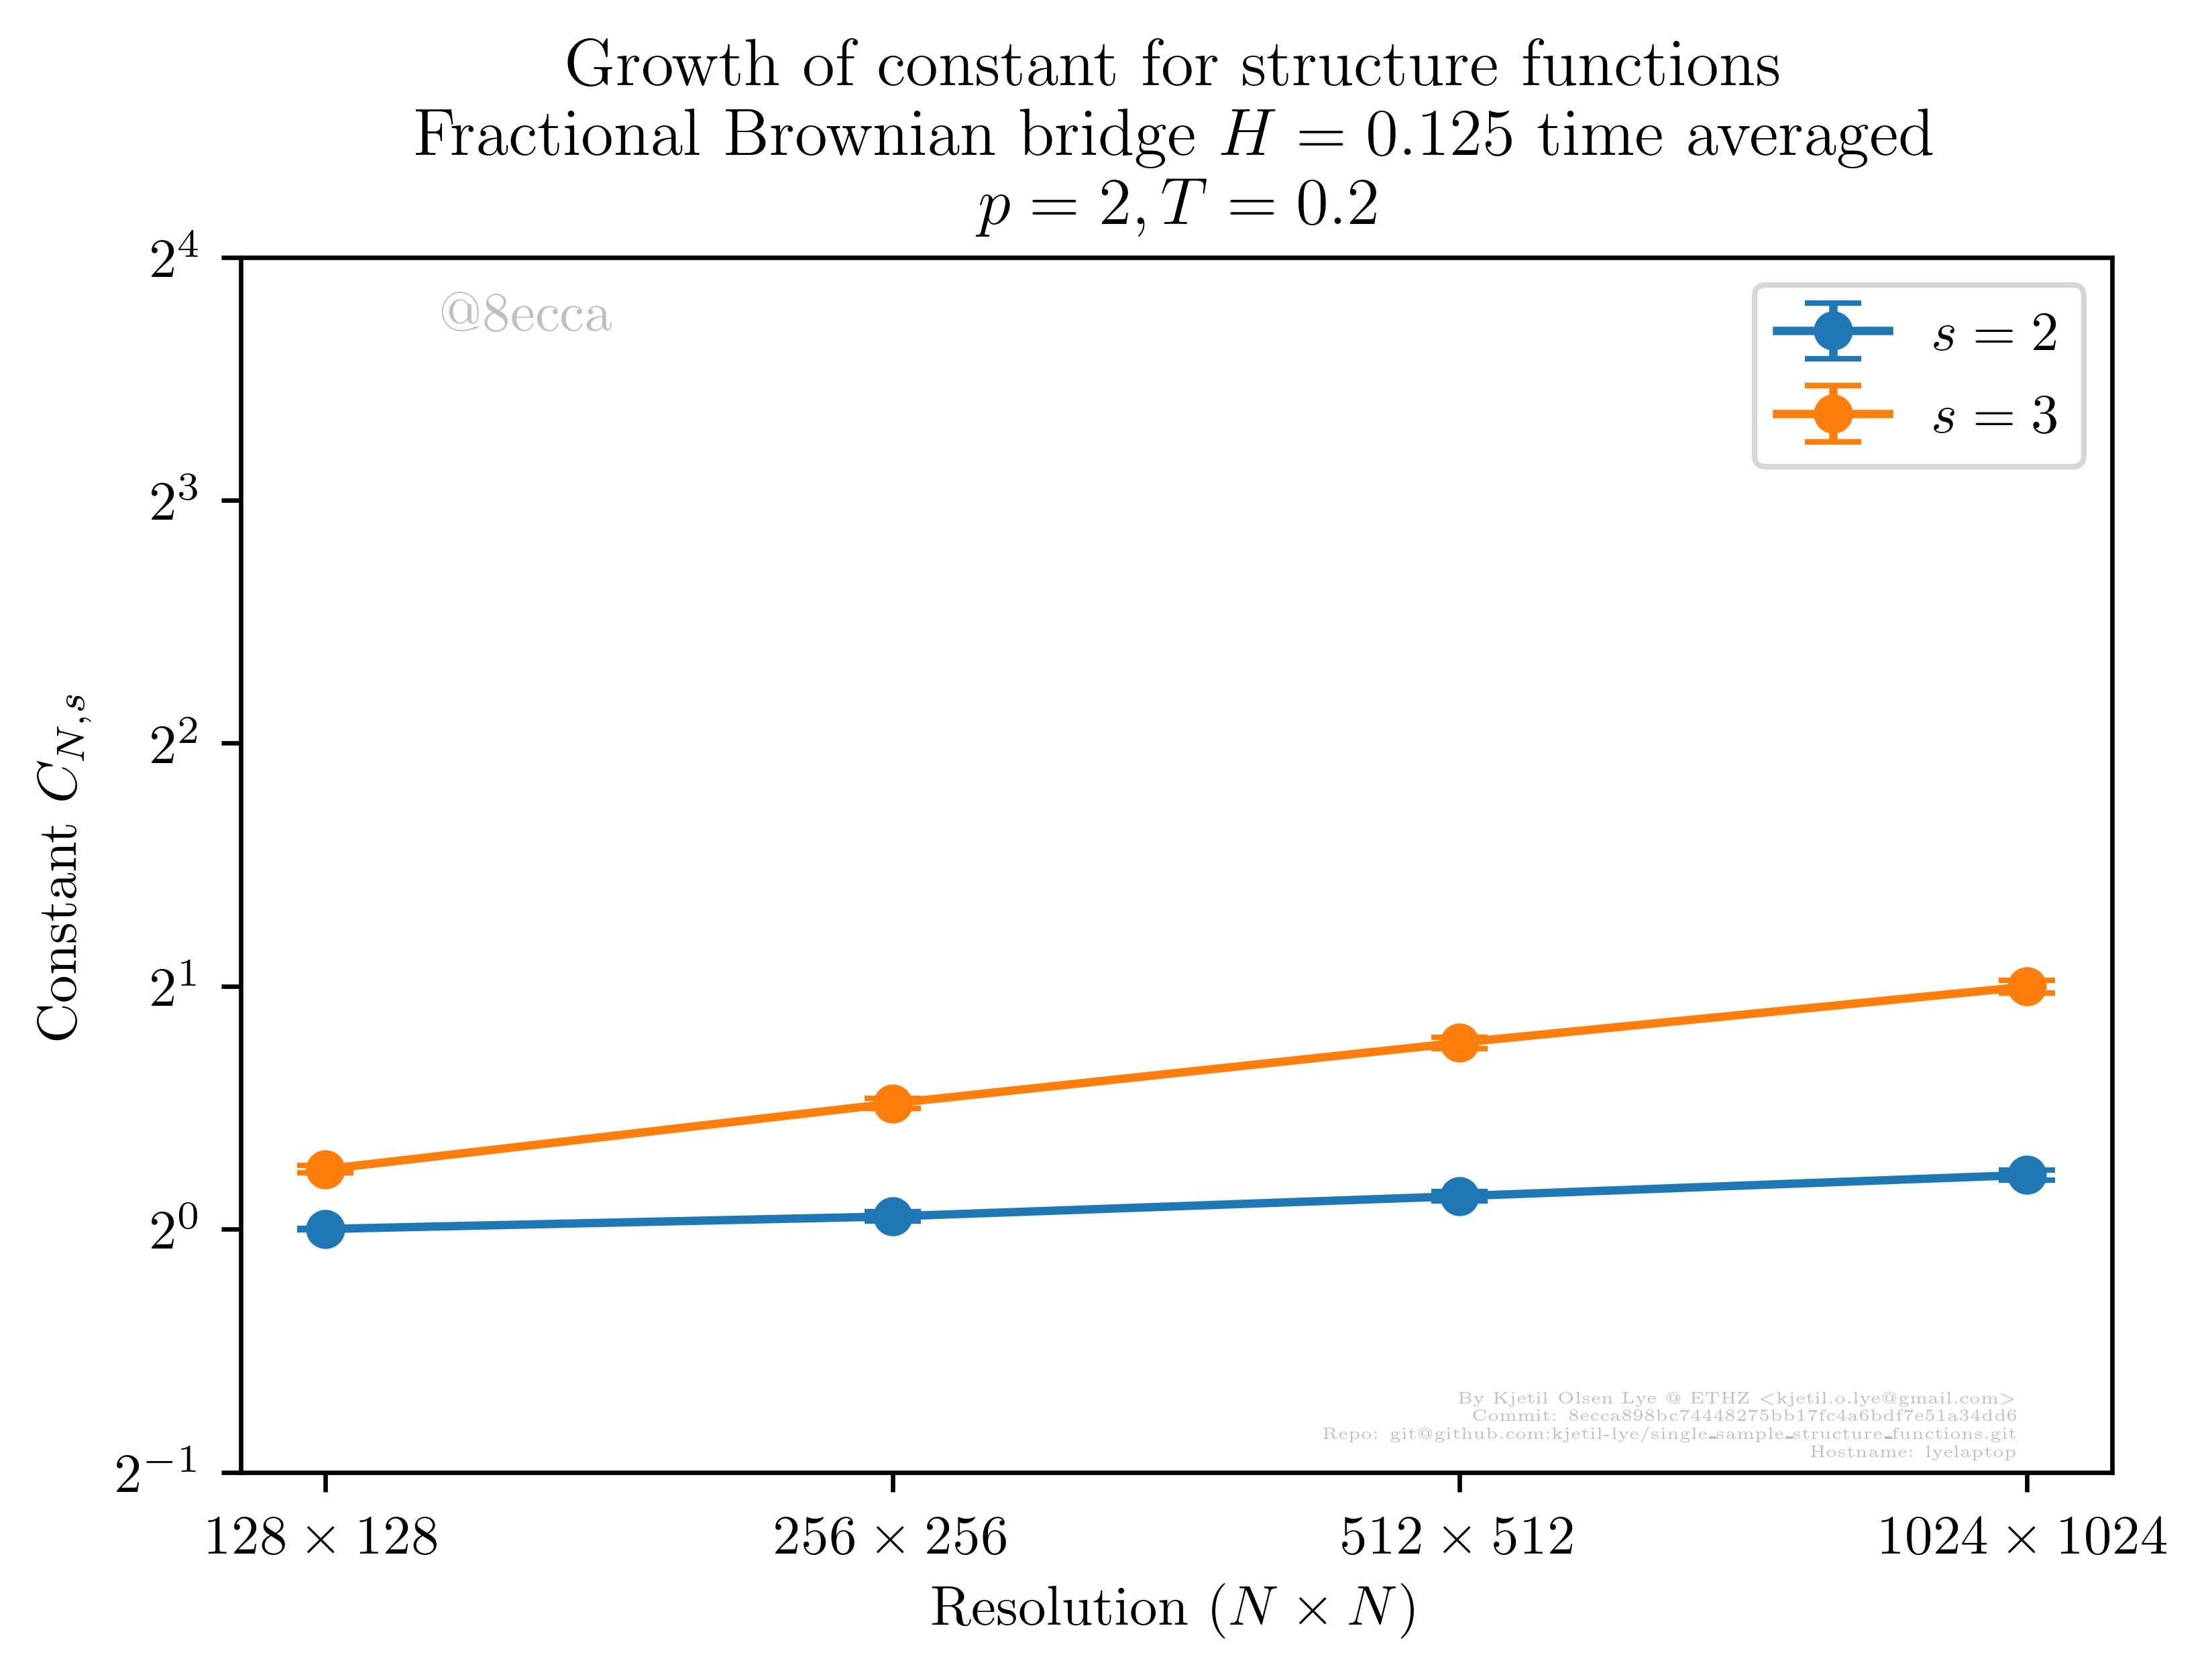 Growth of constant for structure functions
Fractional Brownian bridge H = 0.125 time averaged
p = 2, T = 0.2
@8ecca
s = 2
s = 3
2^4
2^3
2^2
2^1
2^0
2^{-1}
Constant C_{N,s}
By Kjetil Olsen Lye @ ETHZ <kjetil.o.lye@gmail.com>
Commit: 8ecca898bc74448275bb17fc4a6bdf7e51a34dd6
Repo: git@github.com:kjetil-lye/single_sample_structure_functions.git
Hostname: lyelaptop
128 × 128 256 × 256 512 × 512 1024 × 1024
Resolution (N × N)